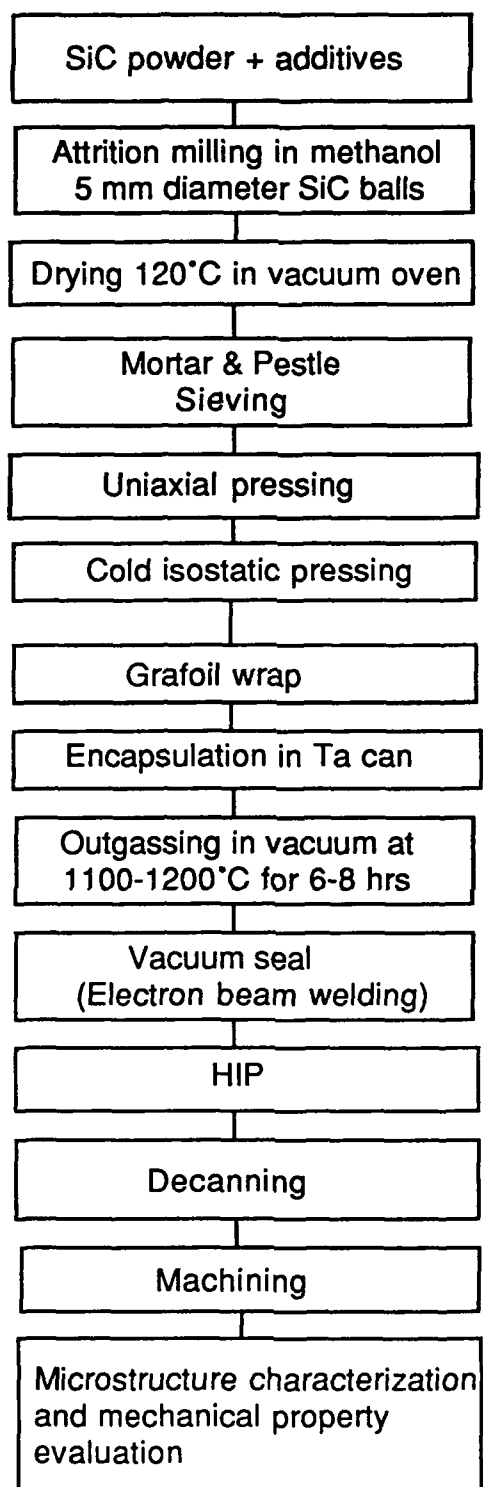 SiC powder + additives
Attrition milling in methanol
5 mm diameter SiC balls
Drying 120°C in vacuum oven
Mortar & Pestle
Sieving
Uniaxial pressing
Cold isostatic pressing
Grafoil wrap
Encapsulation in Ta can
Outgassing in vacuum at
1100-1200°C for 6-8 hrs
Vacuum seal
(Electron beam welding)
HIP
Decanning
Machining
Microstructure characterization
and mechanical property
evaluation